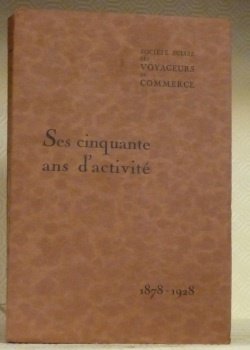 SOCIÉTÉ SUISSE
DES
VOYAGEURS
DE
COMMERCE
Ses cinquante
ans d'activité
1878-1928